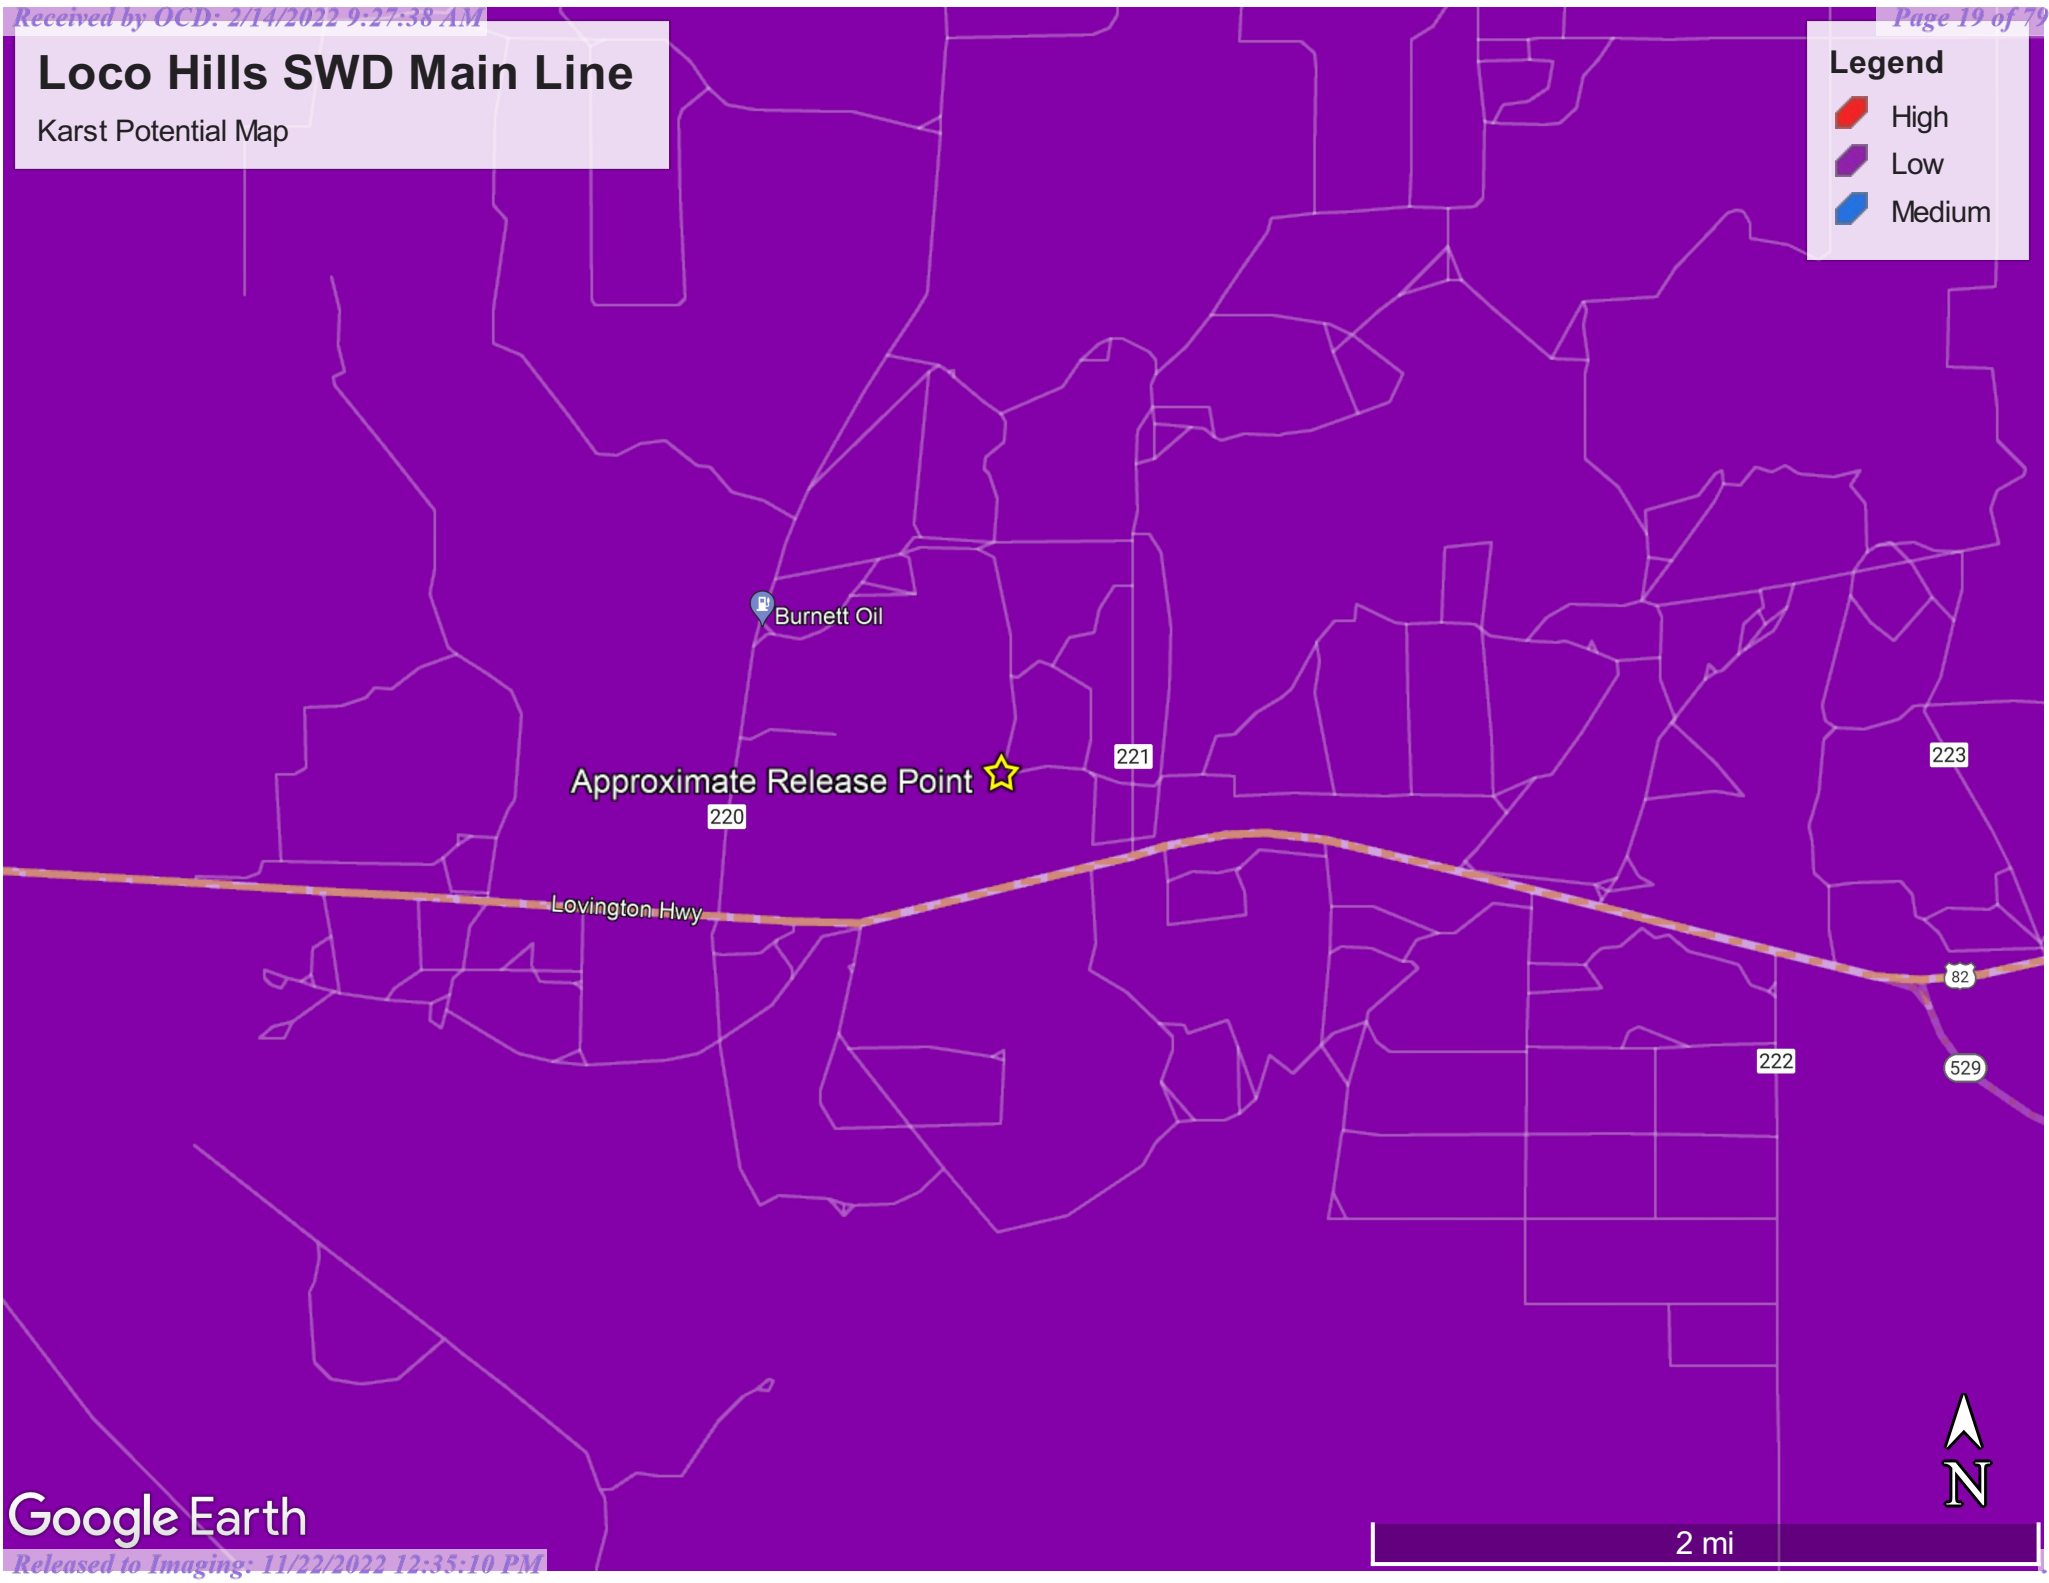 Received by OCD: 2/14/2022 9:27:38 AM
Page 19 of 79
Loco Hills SWD Main Line
Karst Potential Map
Legend
High
Low
Medium
Burnett Oil
221
223
Approximate Release Point
220
Lovington Hwy
82
222
529
N
Google Earth
2 mi
Released to Imaging: 11/22/2022 12:35:10 PM